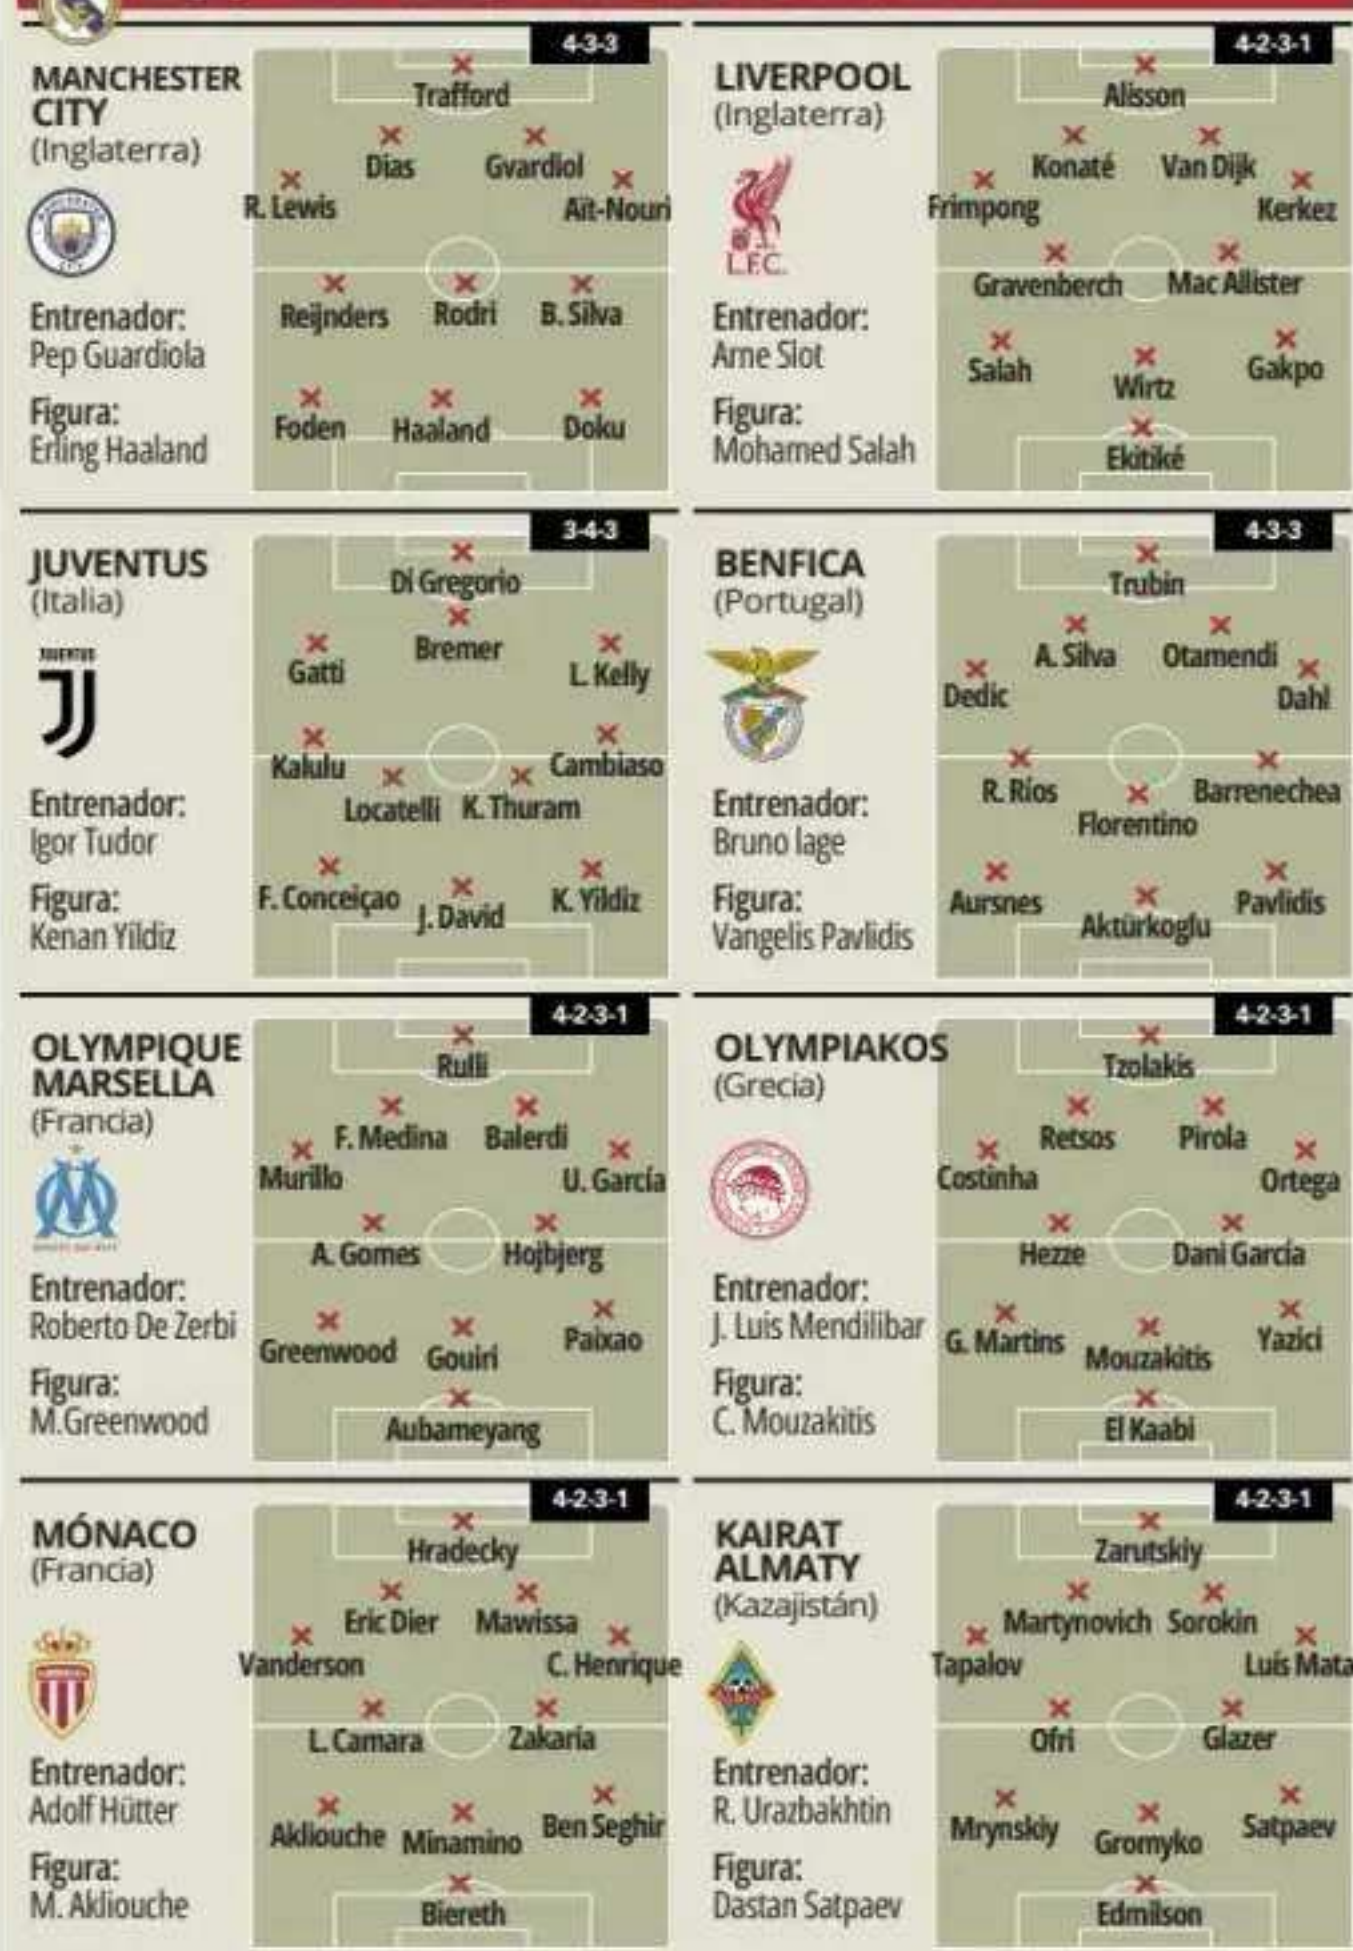 4-3-3
MANCHESTER
CITY
(Inglaterra)
Trafford
Dias
Gvardiol
R. Lewis
Aït-Nouri
Reijnders
Rodri
B. Silva
Foden
Haaland
Doku
Entrenador:
Pep Guardiola
Figura:
Erling Haaland
4-2-3-1
LIVERPOOL
(Inglaterra)
L.F.C.
Alisson
Konaté
Van Dijk
Frimpong
Kerkez
Gravenberch
Mac Allister
Salah
Wirtz
Gakpo
Ekitiké
Entrenador:
Arne Slot
Figura:
Mohamed Salah
3-4-3
JUVENTUS
(Italia)
JUVENTUS
Di Gregorio
Bremer
Gatti
L. Kelly
Kalulu
Cambiaso
Locatelli
K. Thuram
F. Conceiçao
J. David
K. Yildiz
Entrenador:
Igor Tudor
Figura:
Kenan Yildiz
4-3-3
BENFICA
(Portugal)
Trubin
A. Silva
Otamendi
Dedic
Dahl
R. Ríos
Florentino
Barrenechea
Aursnes
Aktürkoglu
Pavlidis
Entrenador:
Bruno lage
Figura:
Vangelis Pavlidis
4-2-3-1
OLYMPIQUE
MARSELLA
(Francia)
Rulli
F. Medina
Balerdi
Murillo
U. García
A. Gomes
Hojbjerg
Greenwood
Gouiri
Paixao
Aubameyang
Entrenador:
Roberto De Zerbi
Figura:
M.Greenwood
4-2-3-1
OLYMPIAKOS
(Grecia)
Tzolakis
Retsos
Pirola
Costinha
Ortega
Hezze
Dani García
G. Martins
Mouzakitis
Yazici
El Kaabi
Entrenador:
J. Luis Mendilibar
Figura:
C. Mouzakitis
4-2-3-1
MÓNACO
(Francia)
Hradecky
Eric Dier
Mawissa
Vanderson
C. Henrique
L. Camara
Zakaria
Akliouche
Minamino
Ben Seghir
Biereth
Entrenador:
Adolf Hütter
Figura:
M. Akliouche
4-2-3-1
KAIRAT
ALMATY
(Kazajistán)
Zarutskiy
Martynovich
Sorokin
Tapalov
Luís Mata
Ofri
Glazer
Mrynskiy
Gromyko
Satpaev
Edmilson
Entrenador:
R. Urazbakhtin
Figura:
Dastan Satpaev